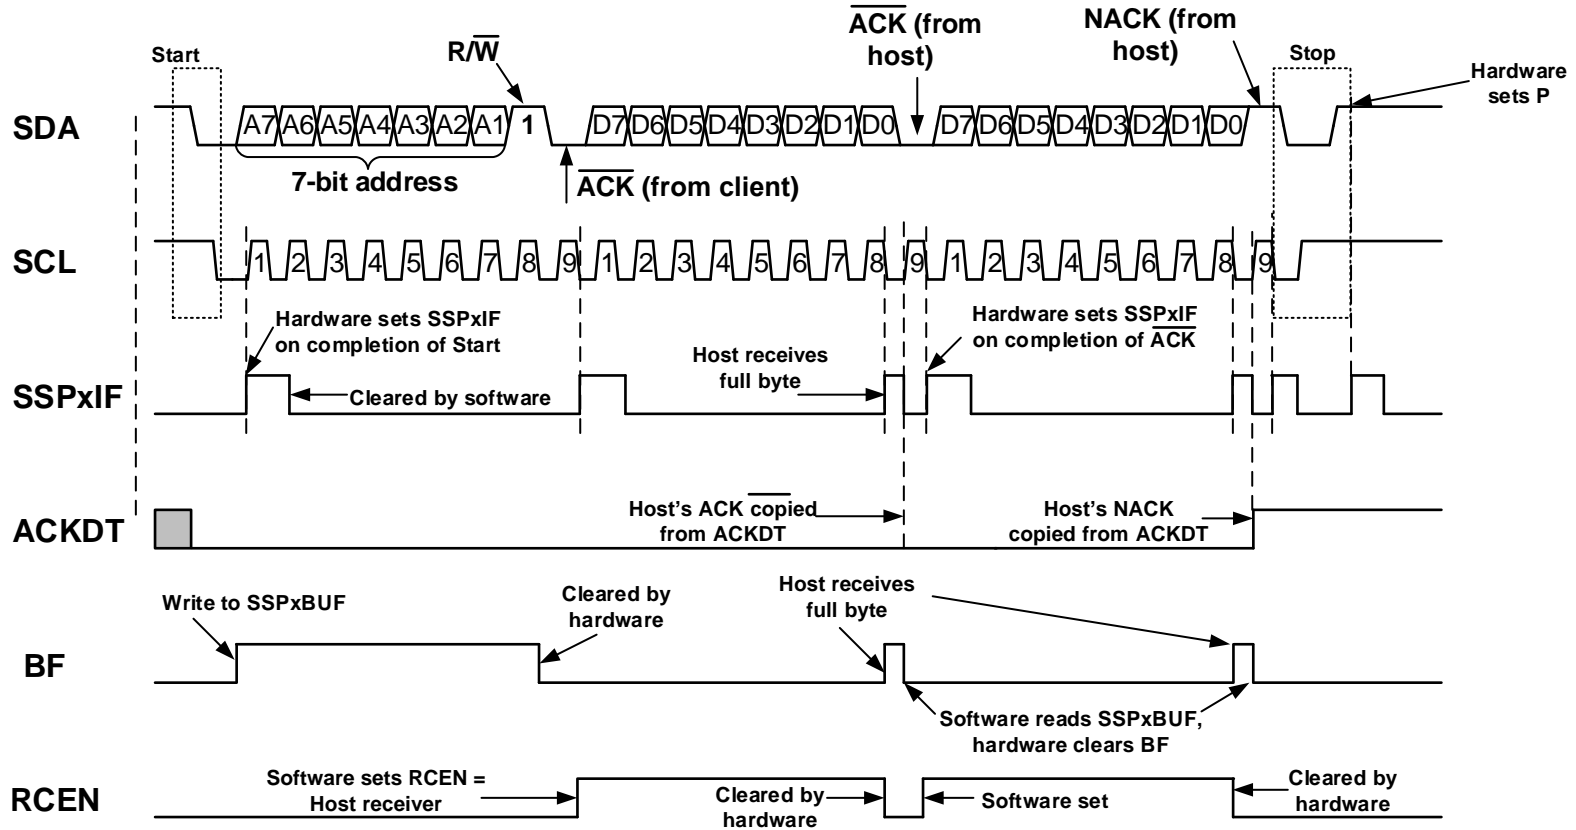 ACK (from
host)
NACK (from
host)
R/W
Start
Stop
Hardware
sets P
SDA
A7 A6 A5 A4 A3 A2 A1 1 D7 D6 D5 D4 D3 D2 D1 D0 D7 D6 D5 D4 D3 D2 D1 D0
7-bit address
ACK (from client)
SCL
1 2 3 4 5 6 7 8 9 1 2 3 4 5 6 7 8 9 1 2 3 4 5 6 7 8 9
Hardware sets SSPxIF
on completion of Start
Hardware sets SSPxIF
on completion of ACK
Host receives
full byte
SSPxIF
Cleared by software
ACKDT
Host's ACK copied
from ACKDT
Host's NACK
copied from ACKDT
Write to SSPxBUF
Cleared by
hardware
Host receives
full byte
BF
Software reads SSPxBUF,
hardware clears BF
RCEN
Software sets RCEN =
Host receiver
Cleared by
hardware
Software set
Cleared by
hardware